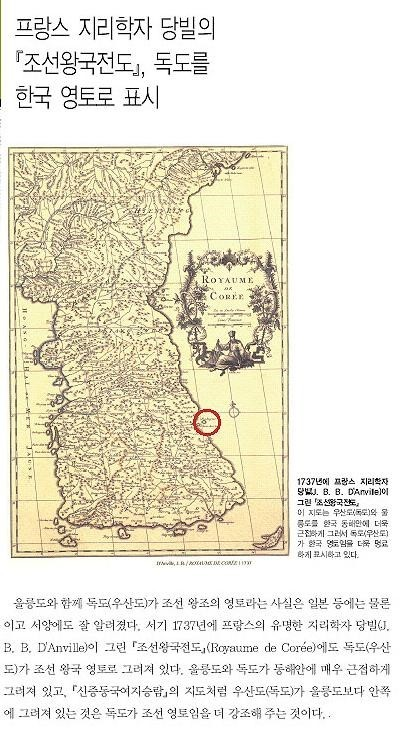 프랑스 지리학자 당빌의
『조선왕국전도』, 독도를
한국 영토로 표시
ROYAUME
DE
CORÉE
1737년에 프랑스 지리학자
당빌(J. B. B. D'Anville)이
그린 『조선왕국전도』
이 지도는 우산도(독도)와 울
릉도를 한국 동해안에 더욱
근접하게 그려서 독도(우산도)
가 한국 영토임을 더욱 명료
하게 표시하고 있다.
D'Anville, J. B. / ROYAUME DE CORÉE / 1737
울릉도와 함께 독도(우산도)가 조선 왕조의 영토라는 사실은 일본 등에는 물론
이고 서양에도 잘 알려졌다. 서기 1737년에 프랑스의 유명한 지리학자 당빌(J.
B. B. D'Anville)이 그린 『조선왕국전도』(Royaume de Corée)에도 독도(우산
도)가 조선 왕국 영토로 그려져 있다. 울릉도와 독도가 동해안에 매우 근접하게
그려져 있고, 『신증동국여지승람』의 지도처럼 우산도(독도)가 울릉도보다 안쪽
에 그려져 있는 것은 독도가 조선 영토임을 더 강조해 주는 것이다.